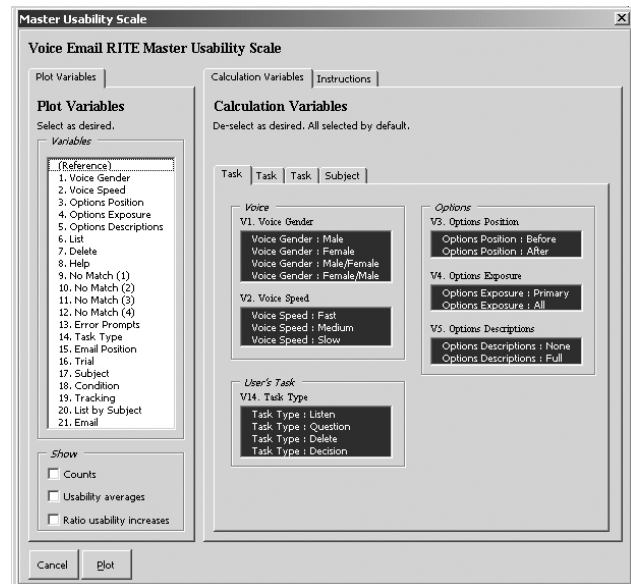 Master Usability Scale
Voice Email RITE Master Usability Scale
Plot Variables
Plot Variables
Select as desired.
Variables
(Reference)
1. Voice Gender
2. Voice Speed
3. Options Position
4. Options Exposure
5. Options Descriptions
6. List
7. Delete
8. Help
9. No Match (1)
10. No Match (2)
11. No Match (3)
12. No Match (4)
13. Error Prompts
14. Task Type
15. Email Position
16. Trial
17. Subject
18. Condition
19. Tracking
20. List by Subject
21. Email
Show
Counts
Usability averages
Ratio usability increases
Cancel
Plot
Calculation Variables
Instructions
Calculation Variables
De-select as desired. All selected by default.
Task
Task
Task
Subject
Voice
V1. Voice Gender
Voice Gender : Male
Voice Gender : Female
Voice Gender : Male/Female
Voice Gender : Female/Male
V2. Voice Speed
Voice Speed : Fast
Voice Speed : Medium
Voice Speed : Slow
User's Task
V14. Task Type
Task Type : Listen
Task Type : Question
Task Type : Delete
Task Type : Decision
Options
V3. Options Position
Options Position : Before
Options Position : After
V4. Options Exposure
Options Exposure : Primary
Options Exposure : All
V5. Options Descriptions
Options Descriptions : None
Options Descriptions : Full